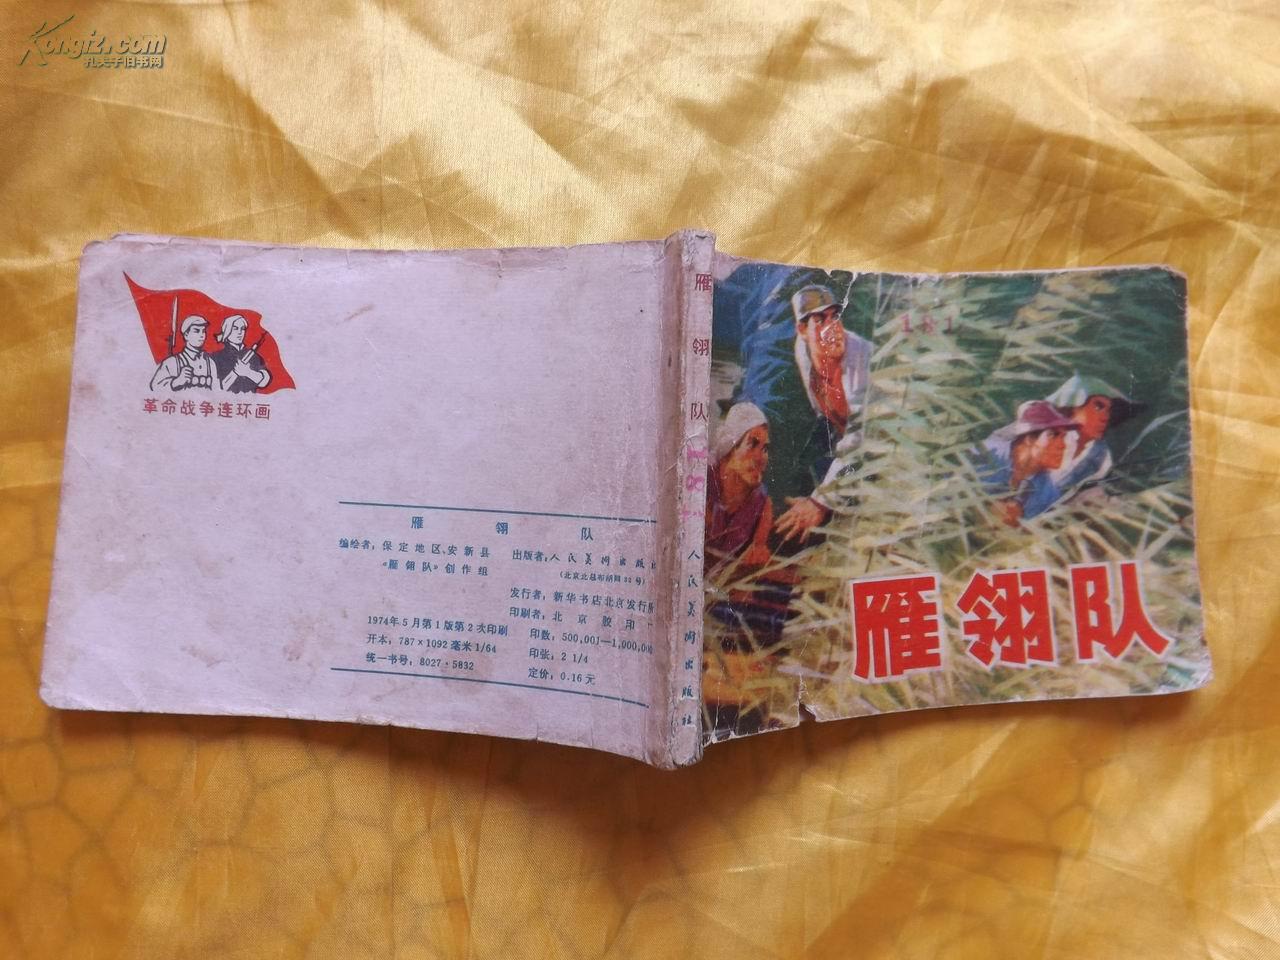 Kongfz.com
孔夫子旧书网
革命战争连环画
雁翎队
编绘者：保定地区、安新县
《雁翎队》创作组
出版者：人民美术出版
（北京北总布胡同32号）
发行者：新华书店北京发行
印刷者：北京胶印
1974年5月第1版第2次印刷
印数：500,001—1,000,000
开本：787×1092毫米1/64
印张：2 1/4
统一书号：8027·5832
定价：0.16元
雁翎队
181
人民美术出版社
181
雁翎队